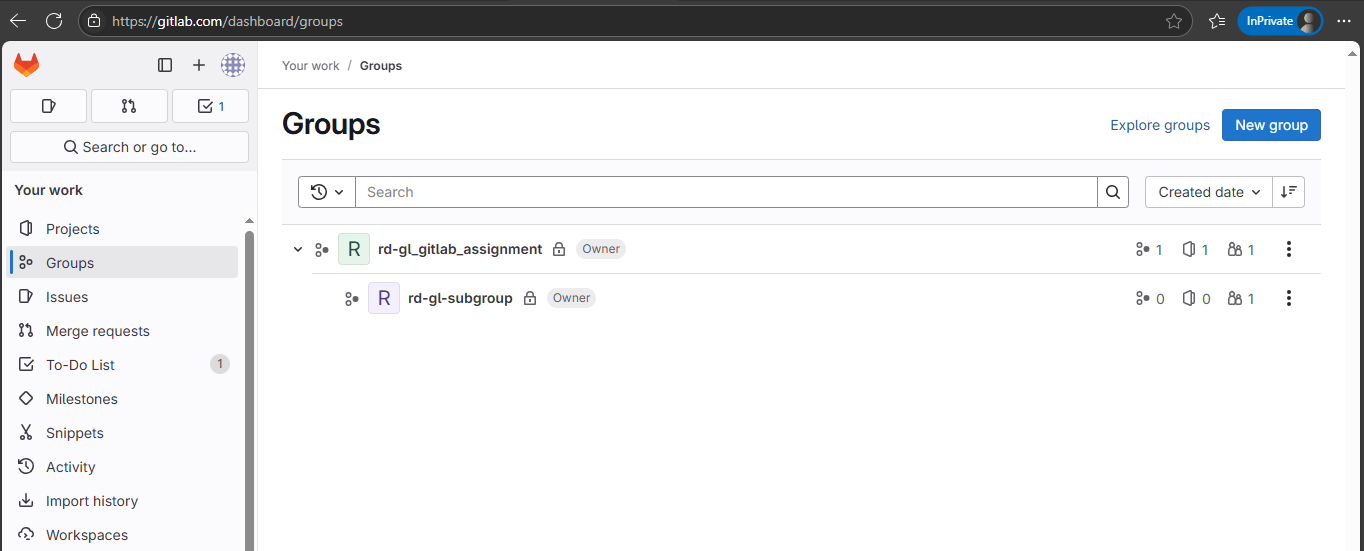 https://gitlab.com/dashboard/groups
InPrivate
1
Search or go to...
Your work
Projects
Groups
Issues
Merge requests
To-Do List 1
Milestones
Snippets
Activity
Import history
Workspaces
Your work / Groups
Groups
Explore groups New group
Search Created date
R rd-gl_gitlab_assignment Owner 1 1 1
R rd-gl-subgroup Owner 0 0 1